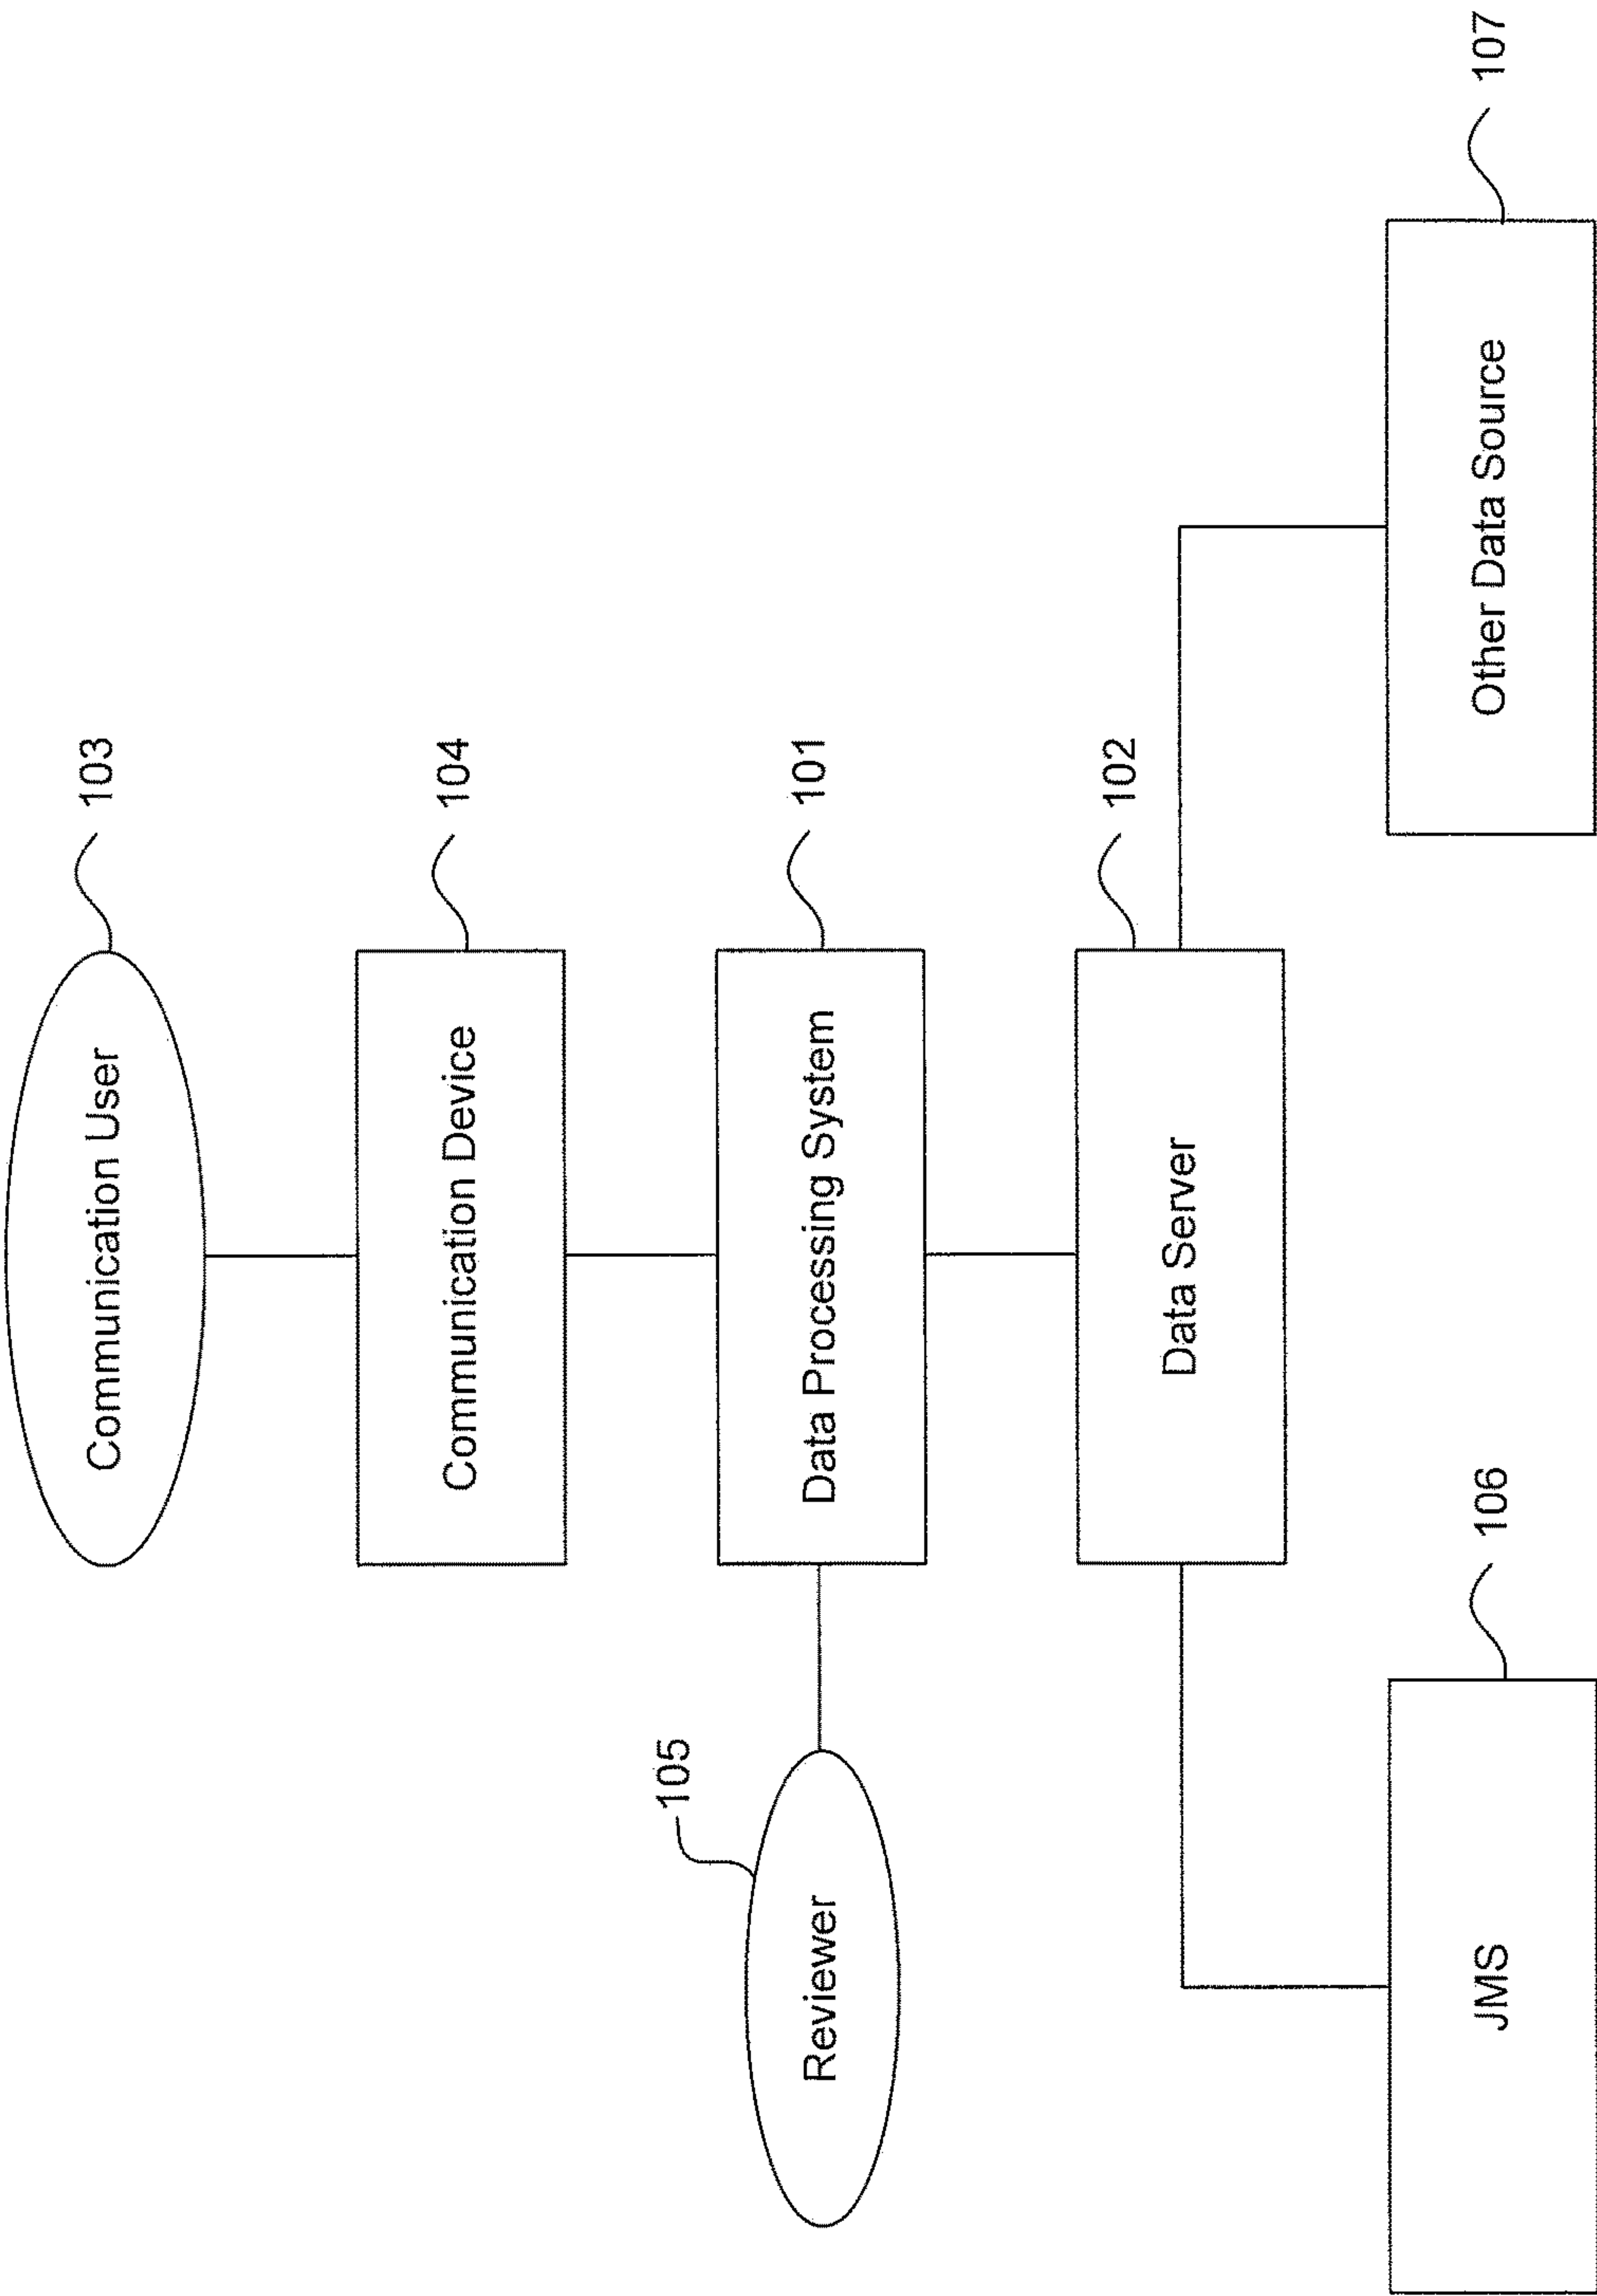 Communication User
103
Communication Device
104
105
Reviewer
Data Processing System
101
Data Server
102
JMS
106
Other Data Source
107